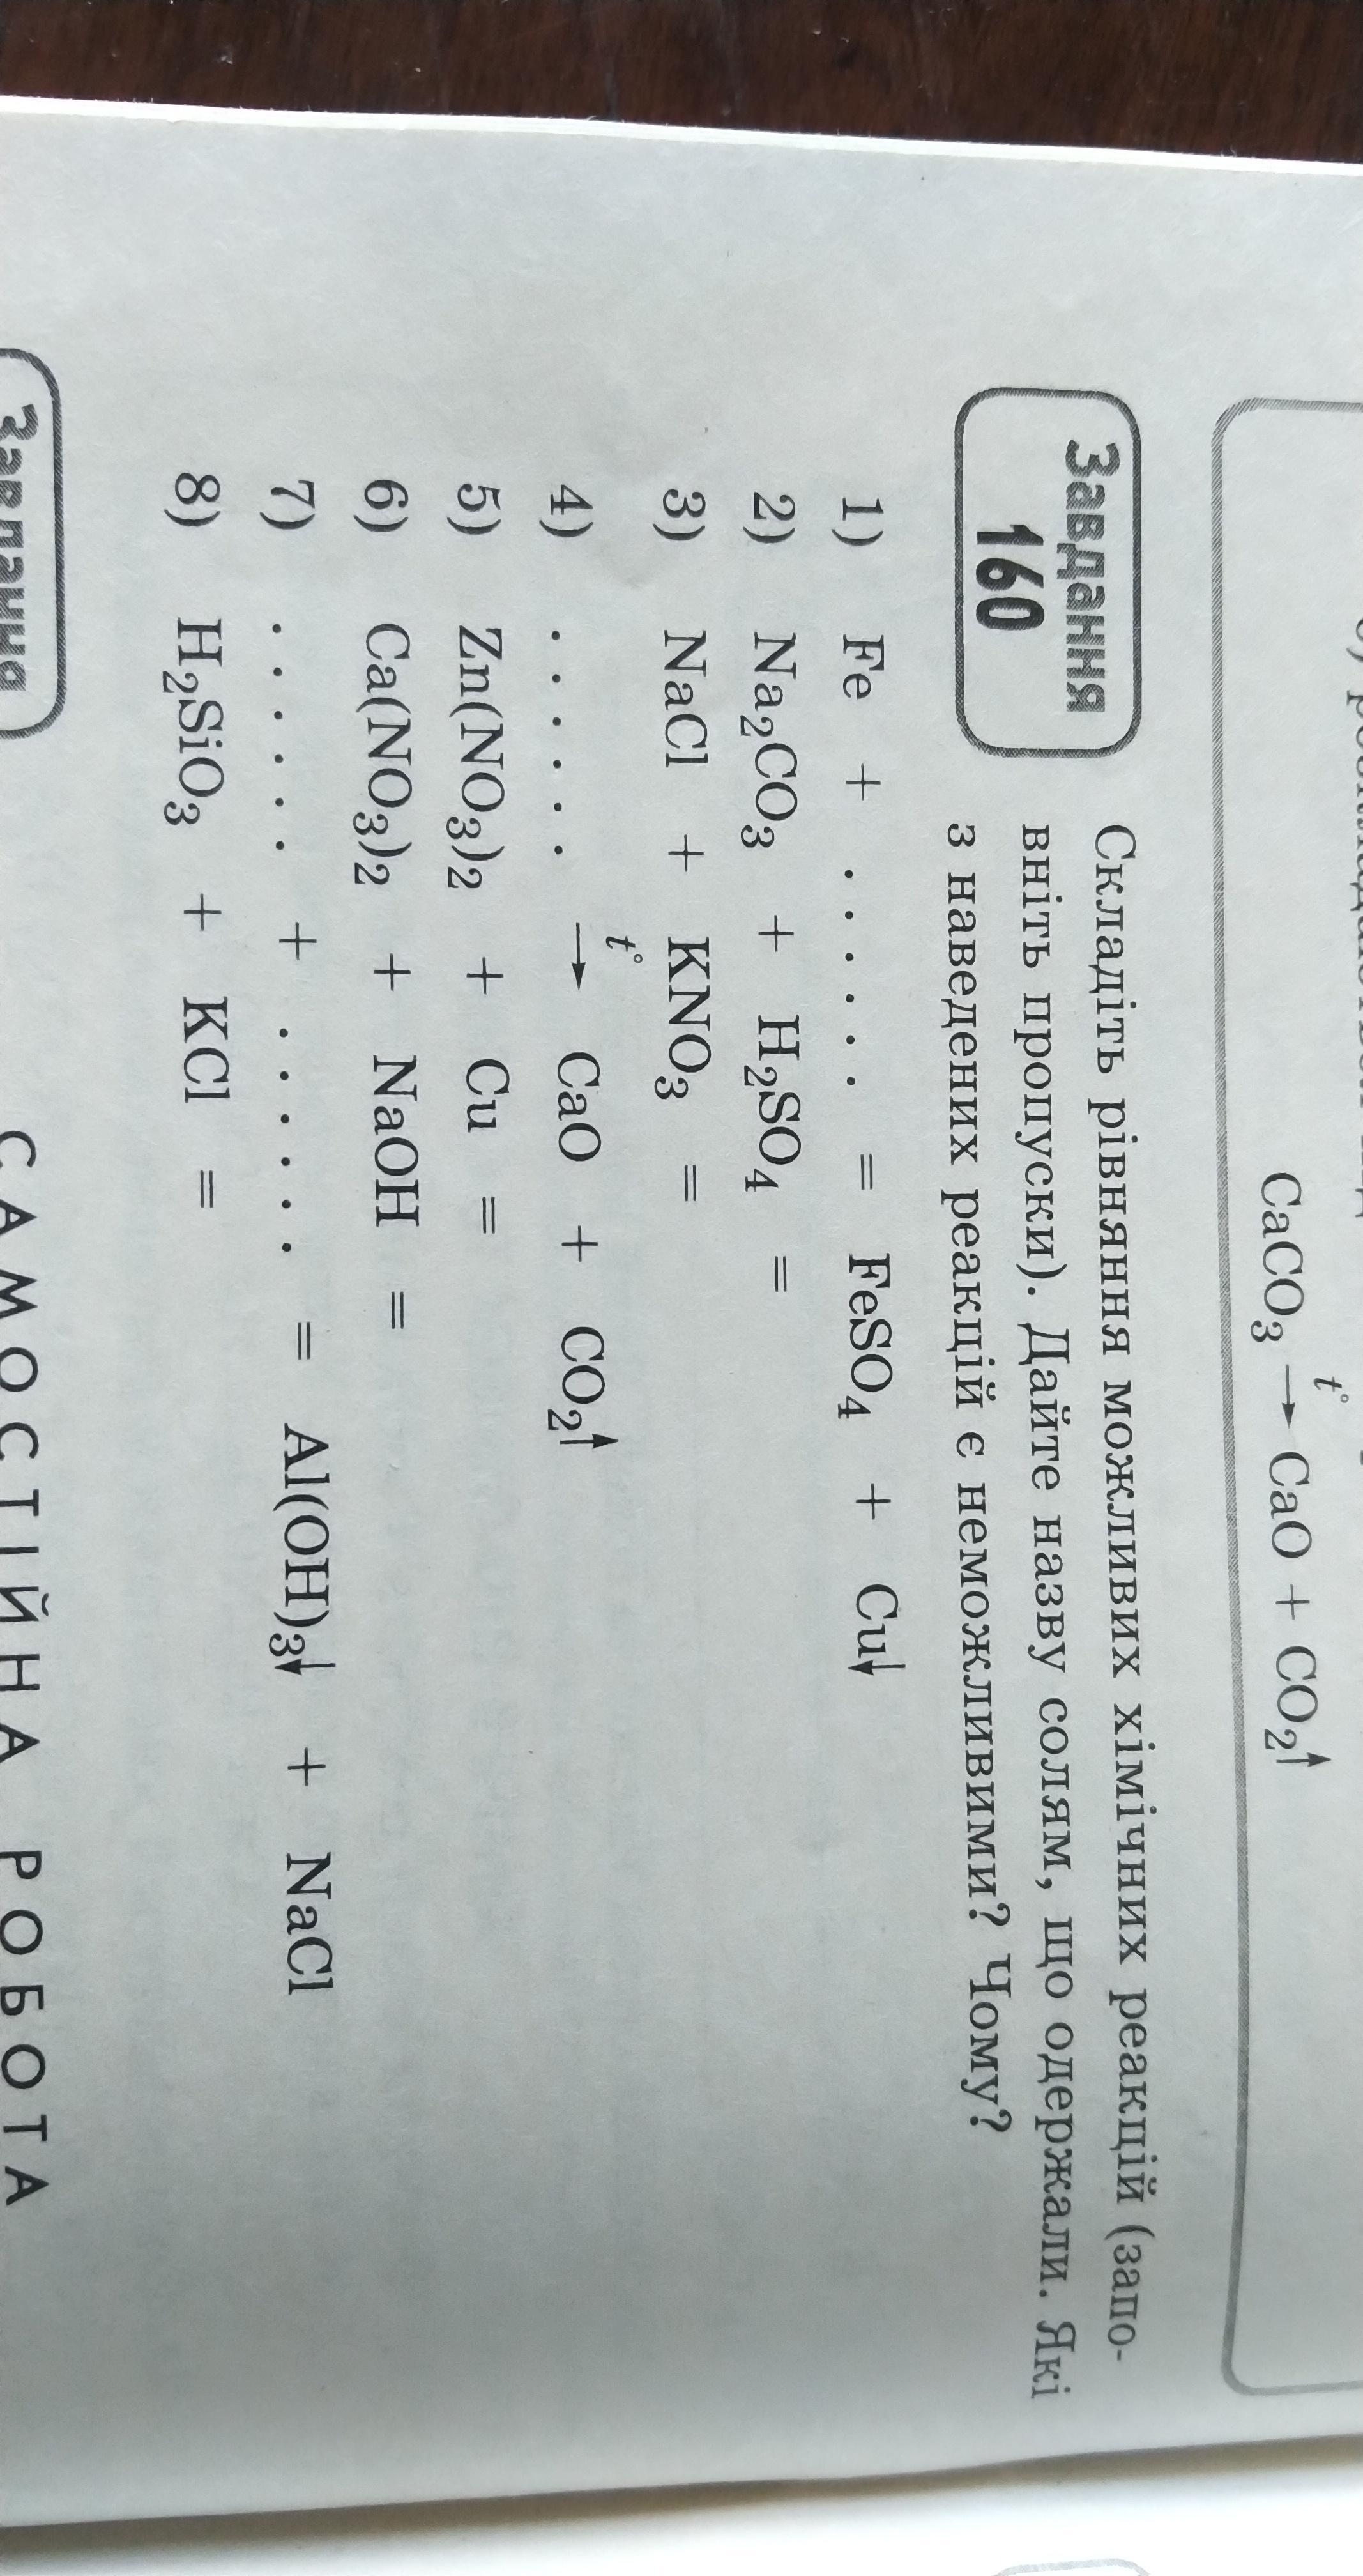 CaCO₃ →t° CaO + CO₂↑
Завдання
160
Складіть рівняння можливих хімічних реакцій (запо-
вніть пропуски). Дайте назву солям, що одержали. Які
з наведених реакцій є неможливими? Чому?
1) Fe + . . . . . . = FeSO₄ + Cu↓
2) Na₂CO₃ + H₂SO₄ =
3) NaCl + KNO₃ =
4) . . . . . . →t° CaO + CO₂↑
5) Zn(NO₃)₂ + Cu =
6) Ca(NO₃)₂ + NaOH =
7) . . . . . . + . . . . . . = Al(OH)₃↓ + NaCl
8) H₂SiO₃ + KCl =
САМОСТІЙНА РОБОТА
Завдання